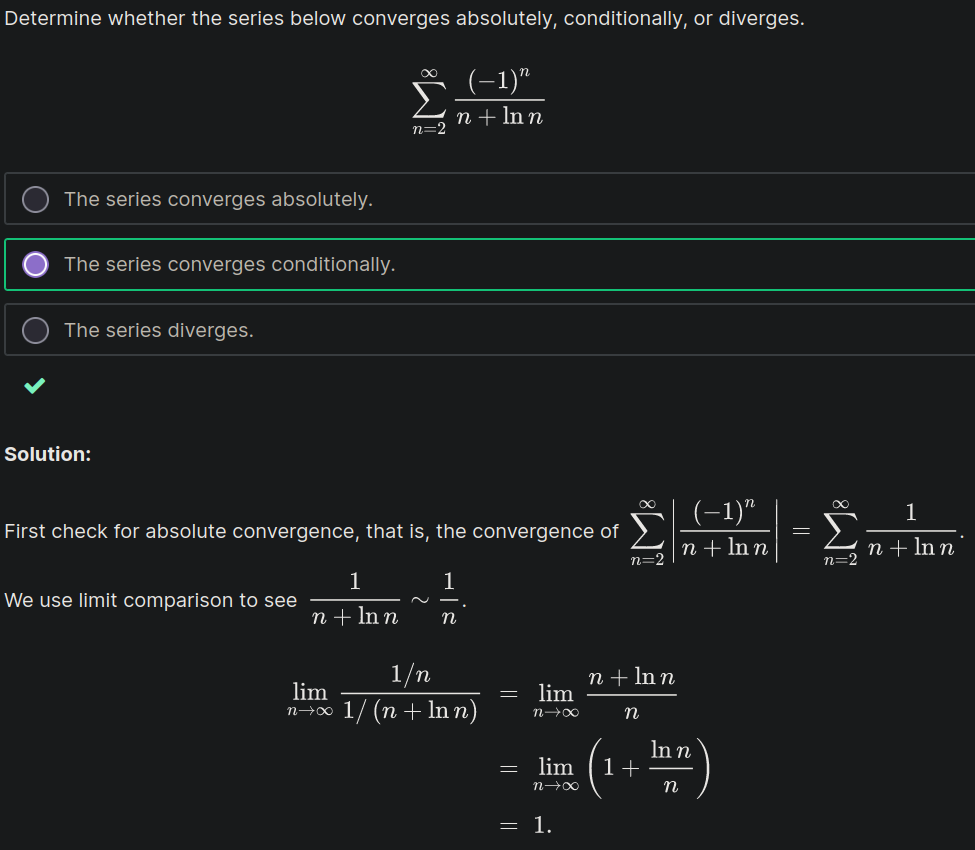 Determine whether the series below converges absolutely, conditionally, or diverges.
$$\sum_{n=2}^{\infty} \frac{(-1)^n}{n + \ln n}$$
The series converges absolutely.
The series converges conditionally.
The series diverges.
Solution:
First check for absolute convergence, that is, the convergence of $\sum_{n=2}^{\infty} \left| \frac{(-1)^n}{n + \ln n} \right| = \sum_{n=2}^{\infty} \frac{1}{n + \ln n}$.
We use limit comparison to see $\frac{1}{n + \ln n} \sim \frac{1}{n}$.
$$\lim_{n \to \infty} \frac{1/n}{1/(n + \ln n)} = \lim_{n \to \infty} \frac{n + \ln n}{n}$$
$$= \lim_{n \to \infty} \left( 1 + \frac{\ln n}{n} \right)$$
$$= 1.$$